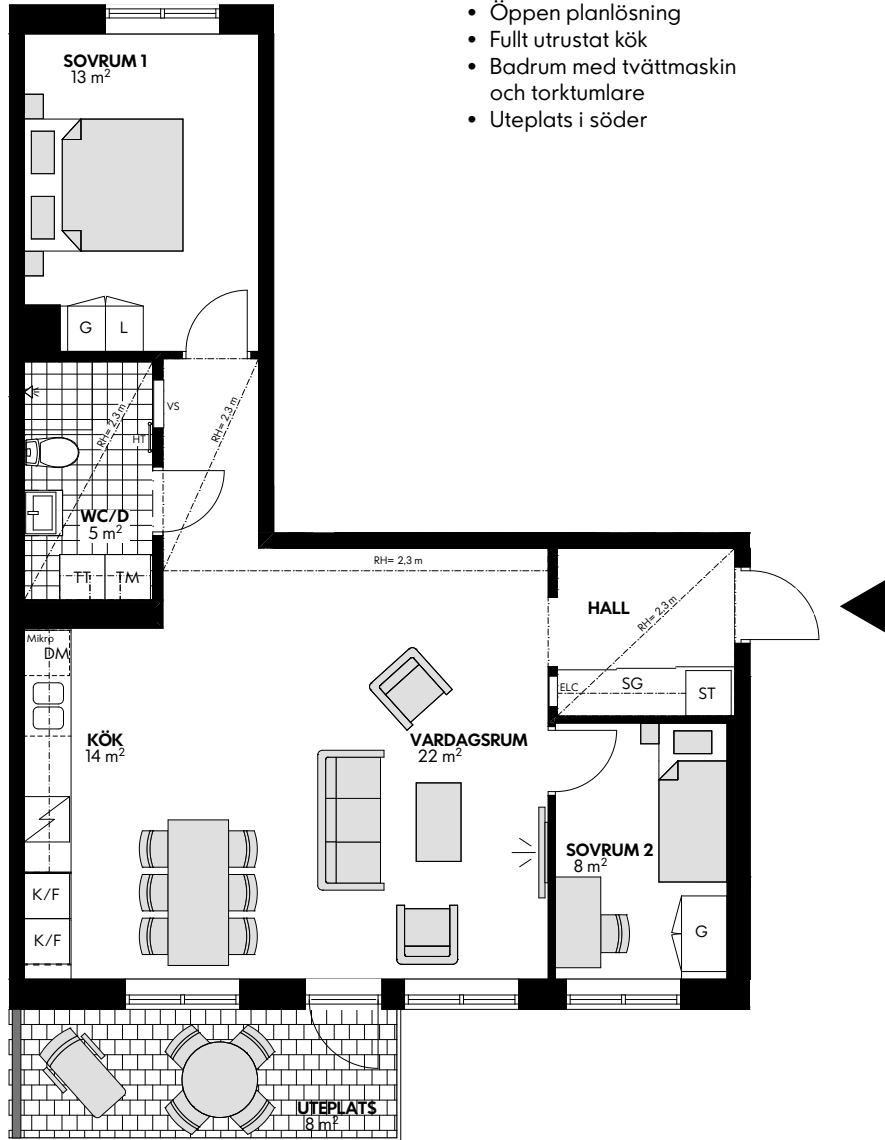 • Öppen planlösning
• Fullt utrustat kök
• Badrum med tvättmaskin
och torktumlare
• Uteplats i söder
SOVRUM 1
13 m²
G
L
VS
RH= 2,3 m
RH= 2,3 m
HT
WC/D
5 m²
TT
TM
RH= 2,3 m
HALL
RH= 2,3 m
Mikro
DM
ELC
SG
ST
KÖK
14 m²
VARDAGSRUM
22 m²
SOVRUM 2
8 m²
K/F
G
K/F
UTEPLATS
8 m²